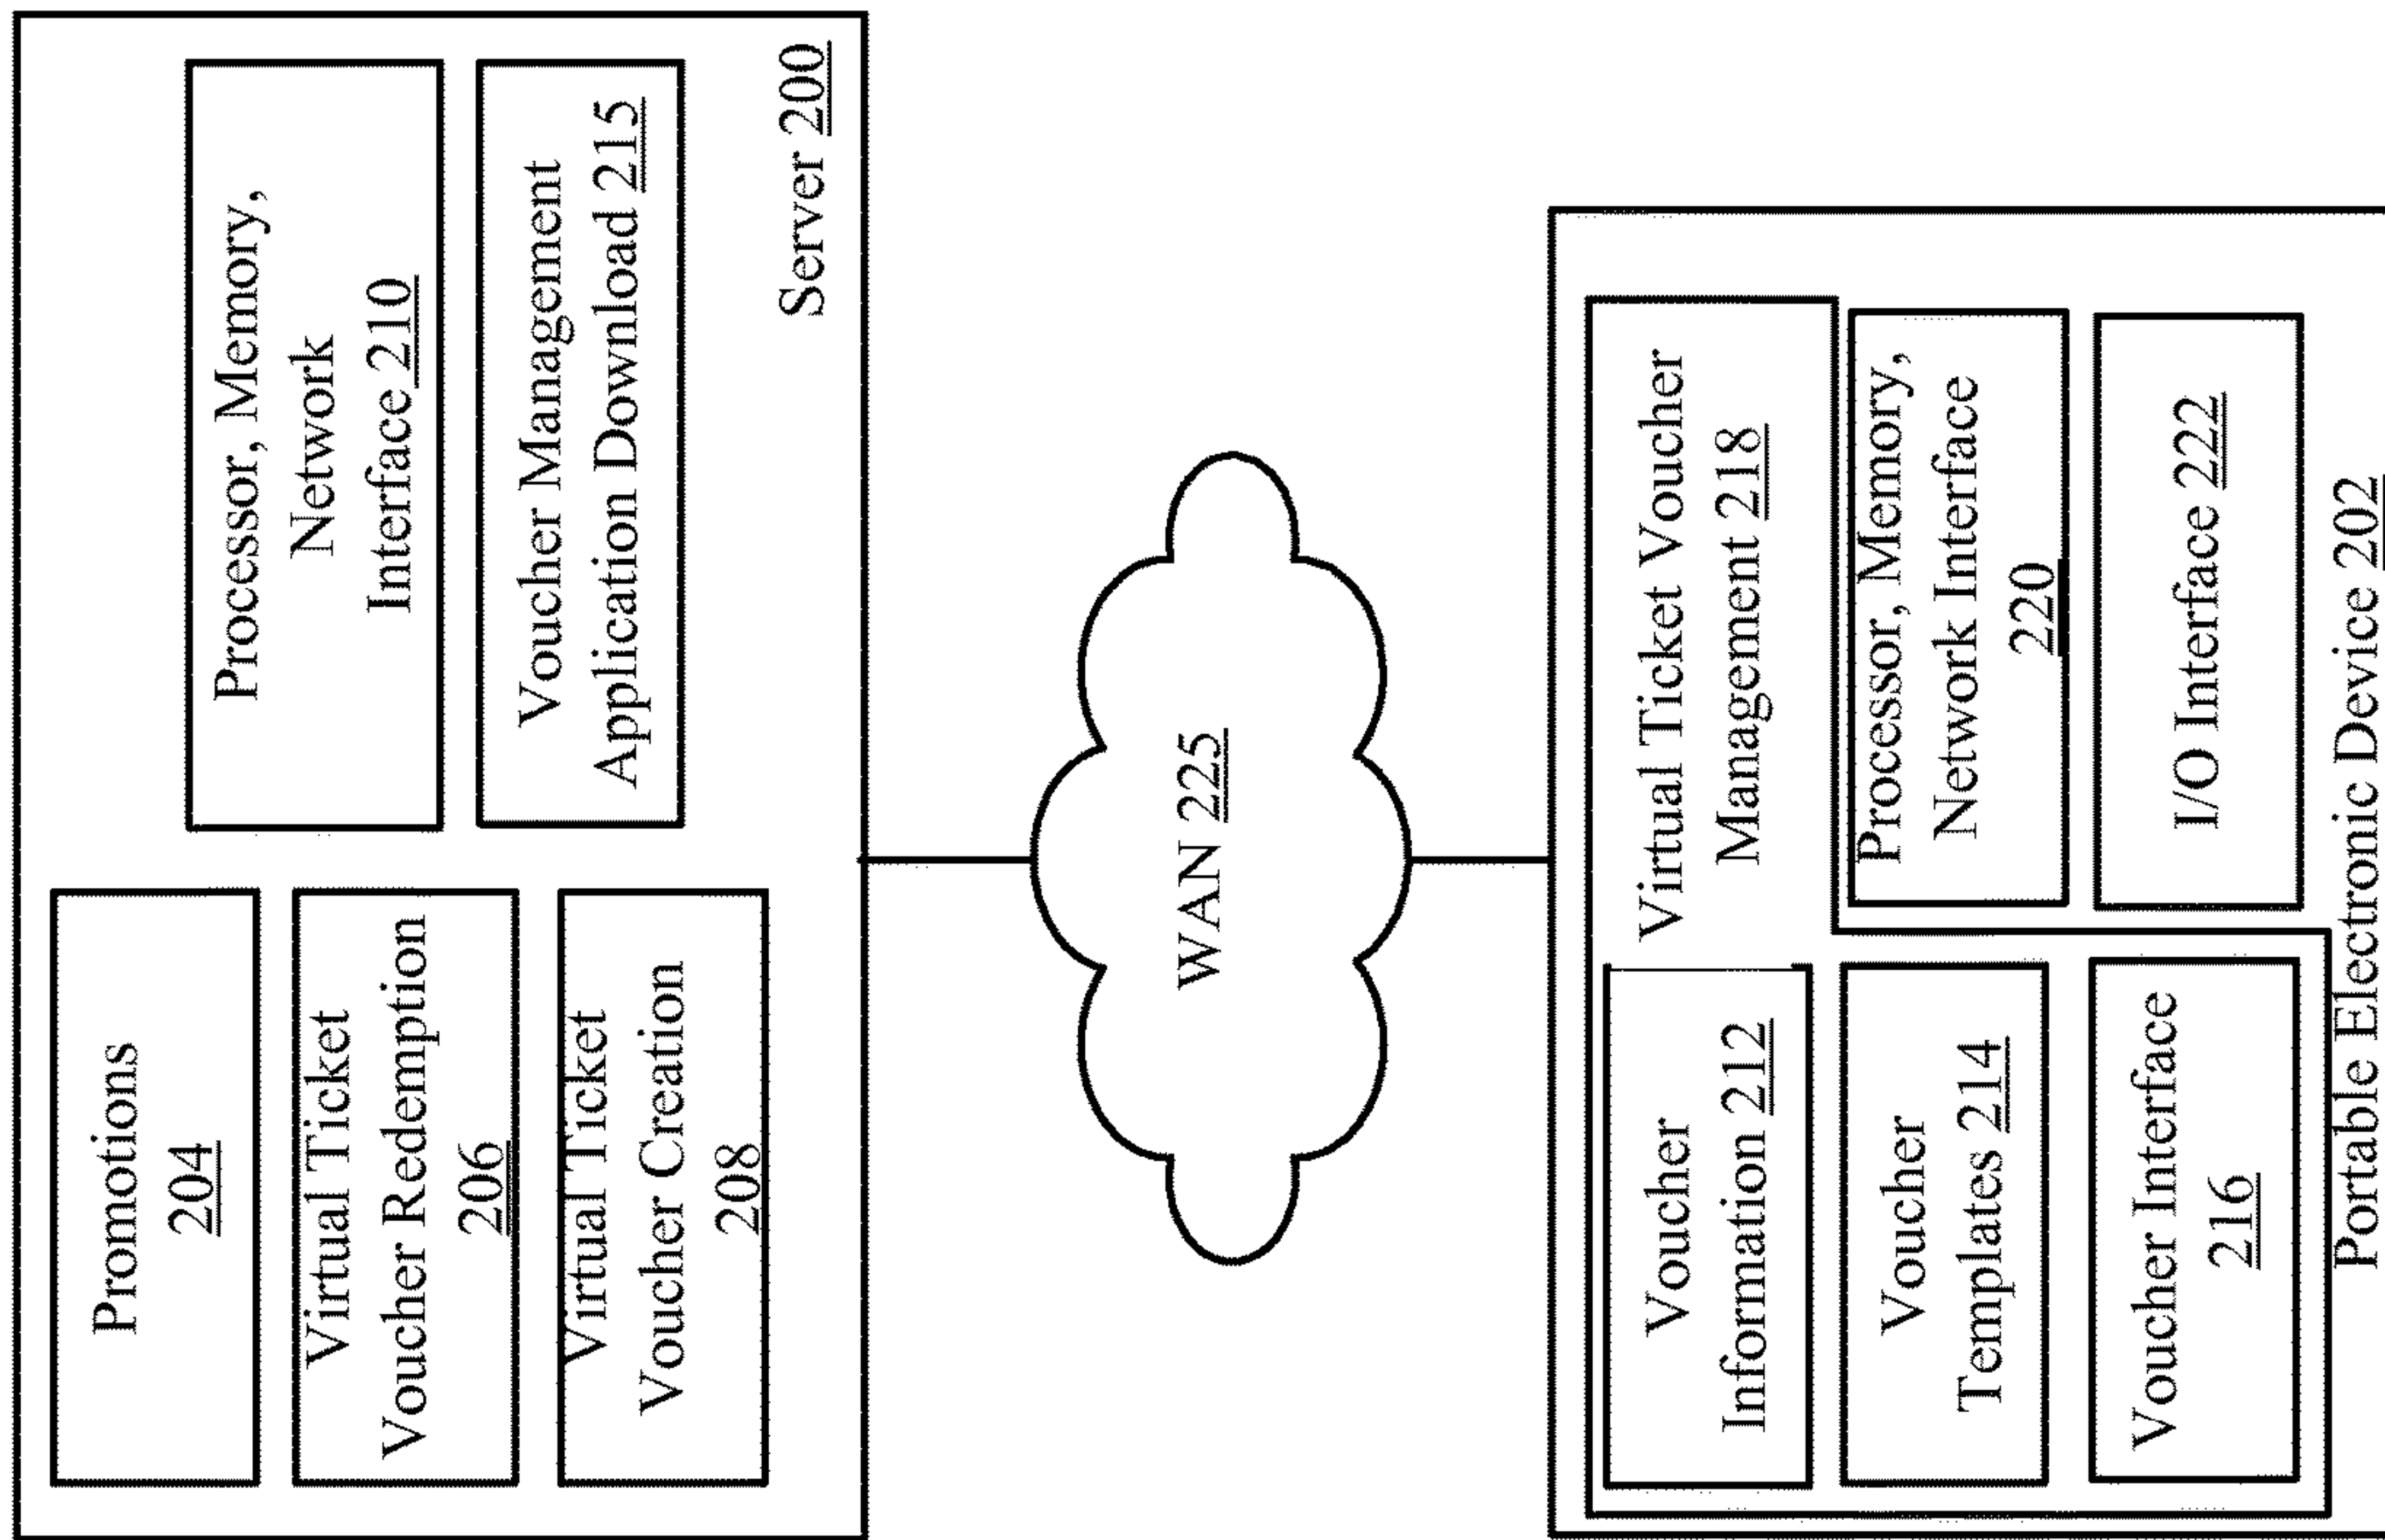 Promotions
204
Virtual Ticket
Voucher Redemption
206
Virtual Ticket
Voucher Creation
208
Processor, Memory,
Network
Interface 210
Voucher Management
Application Download 215
Server 200
WAN 225
Voucher
Information 212
Voucher
Templates 214
Voucher Interface
216
Virtual Ticket Voucher
Management 218
Processor, Memory,
Network Interface
220
I/O Interface 222
Portable Electronic Device 202